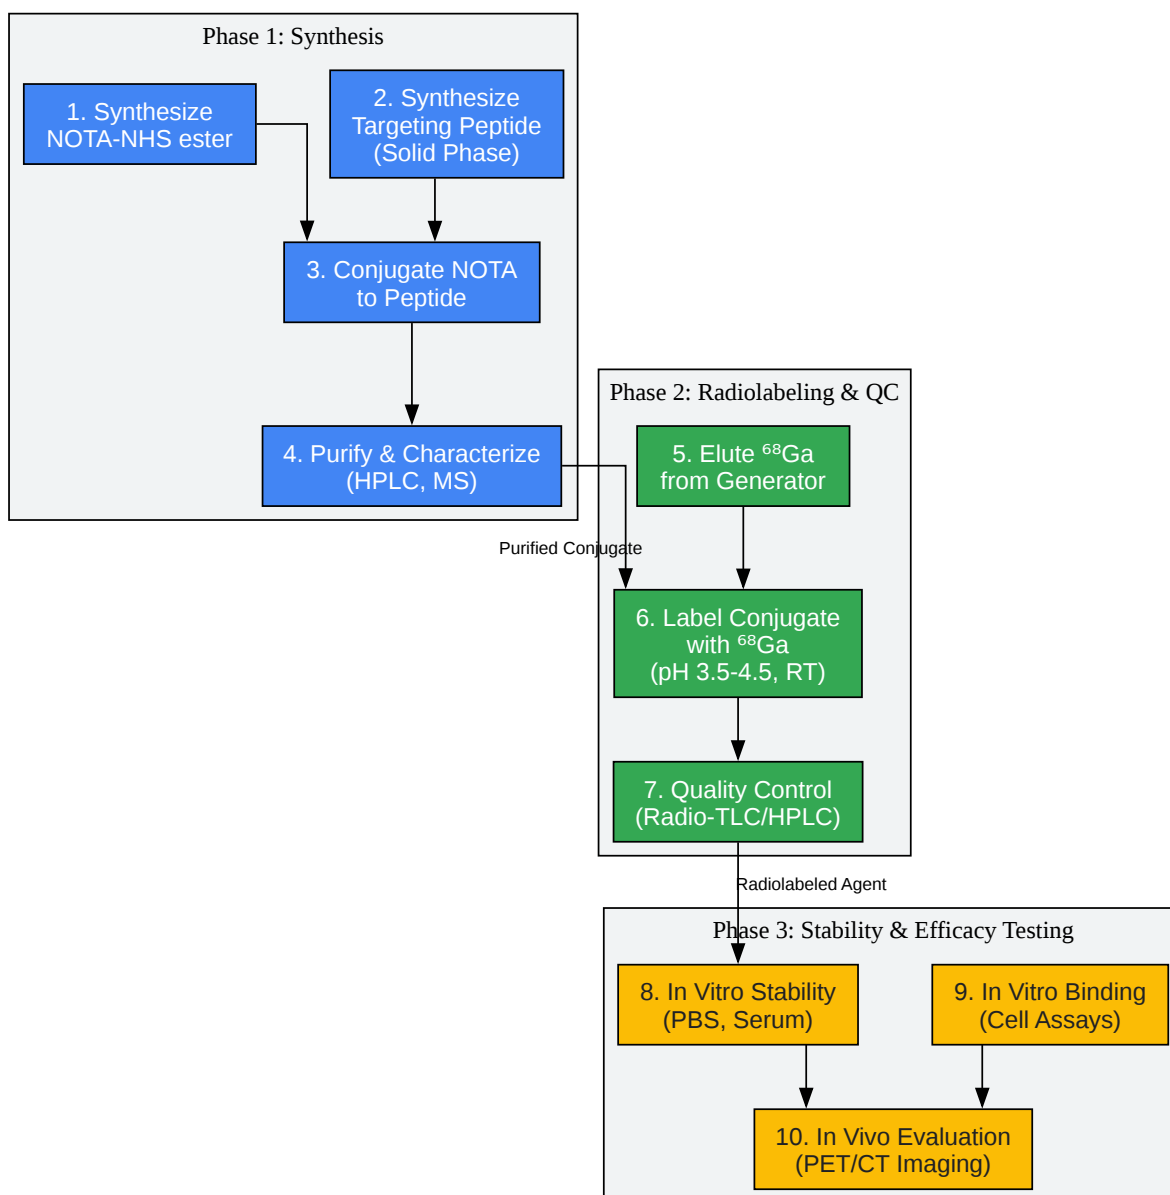 Phase 1: Synthesis
1. Synthesize
NOTA-NHS ester
2. Synthesize
Targeting Peptide
(Solid Phase)
3. Conjugate NOTA
to Peptide
4. Purify & Characterize
(HPLC, MS)
Purified Conjugate
Phase 2: Radiolabeling & QC
5. Elute ⁶⁸Ga
from Generator
6. Label Conjugate
with ⁶⁸Ga
(pH 3.5-4.5, RT)
7. Quality Control
(Radio-TLC/HPLC)
Radiolabeled Agent
Phase 3: Stability & Efficacy Testing
8. In Vitro Stability
(PBS, Serum)
9. In Vitro Binding
(Cell Assays)
10. In Vivo Evaluation
(PET/CT Imaging)